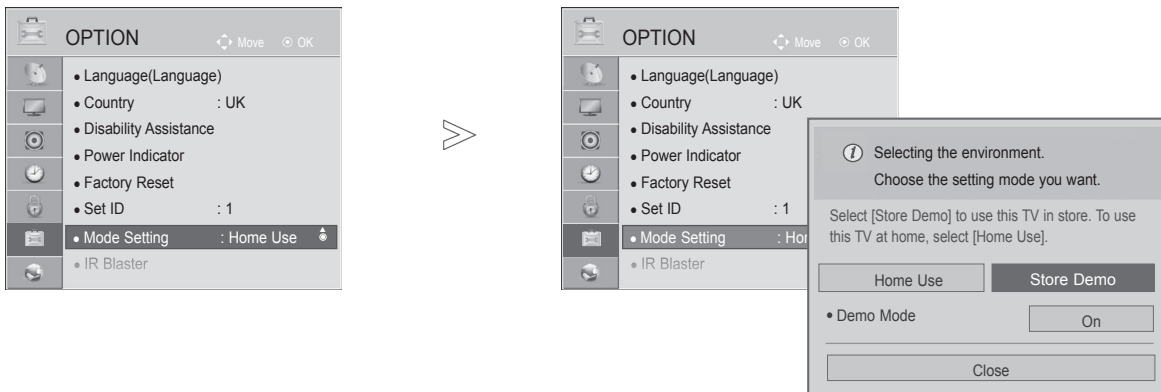 OPTION
Move OK
• Language(Language)
• Country : UK
• Disability Assistance
• Power Indicator
• Factory Reset
• Set ID : 1
• Mode Setting : Home Use
• IR Blaster
OPTION
Move OK
• Language(Language)
• Country : UK
• Disability Assistance
• Power Indicator
• Factory Reset
• Set ID : 1
• Mode Setting : Hor
• IR Blaster
i Selecting the environment.
Choose the setting mode you want.
Select [Store Demo] to use this TV in store. To use
this TV at home, select [Home Use].
Home Use Store Demo
• Demo Mode On
Close